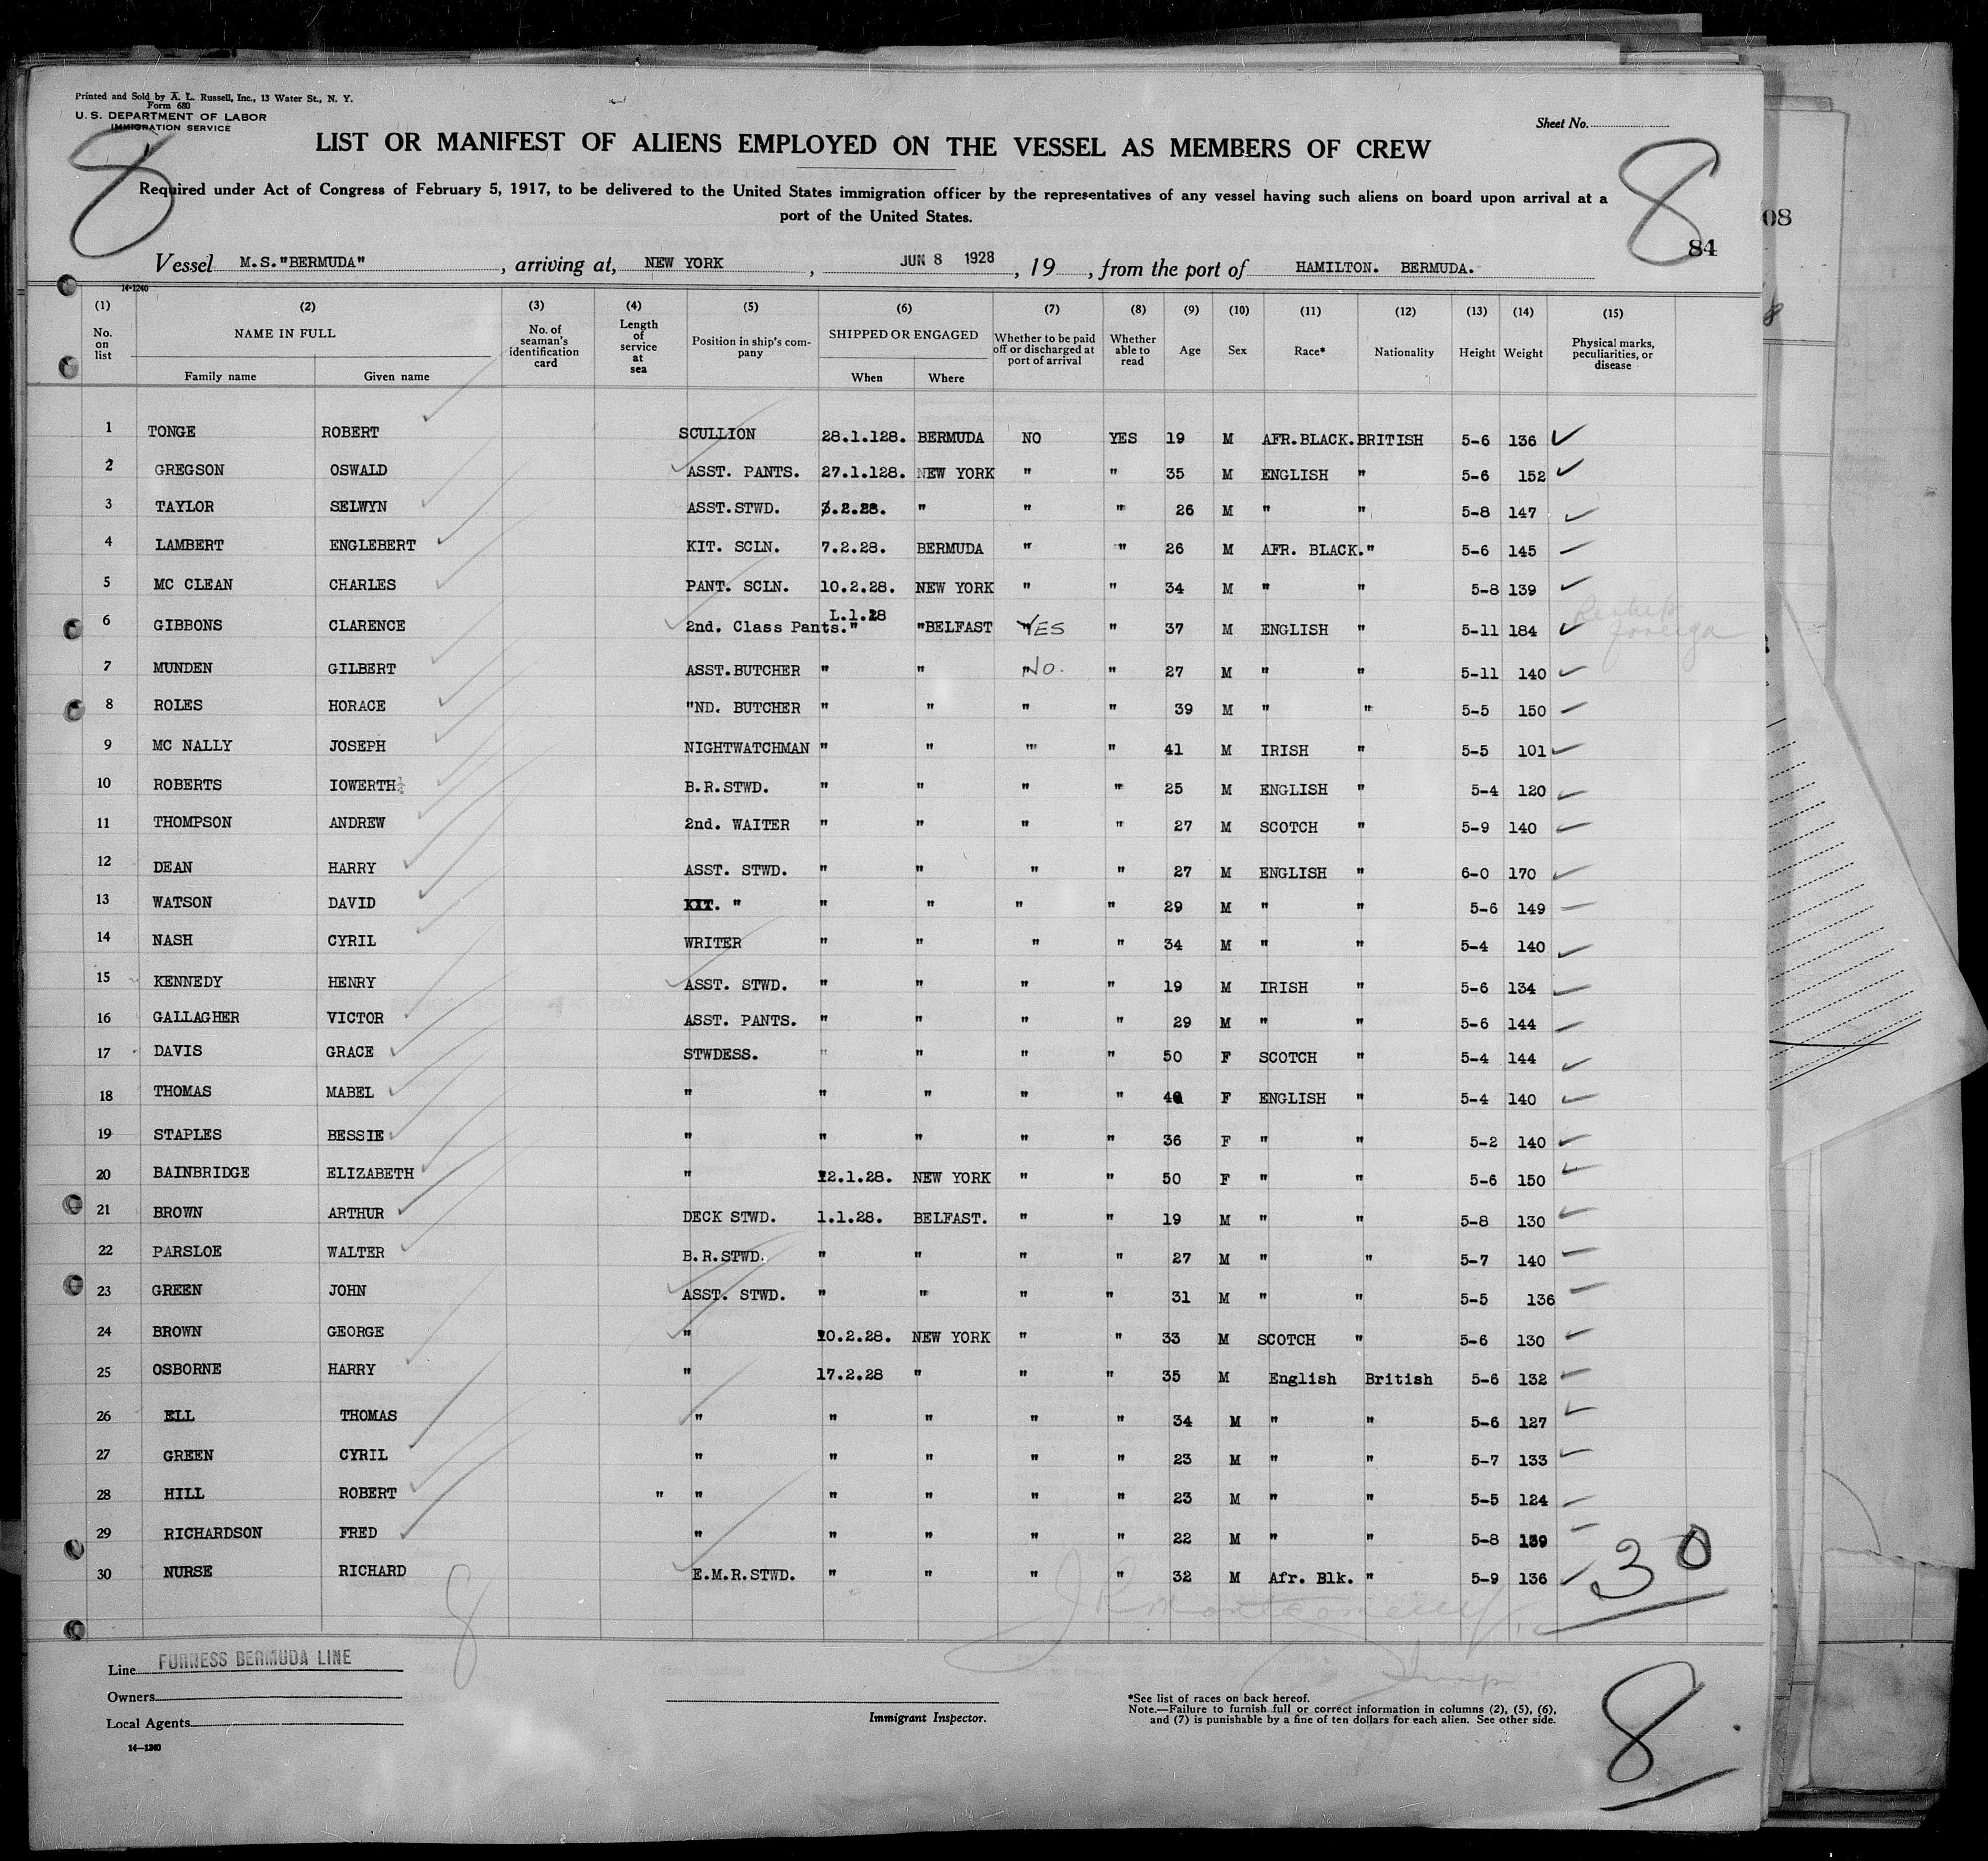 Printed and Sold by A. L. Russell, Inc., 13 Water St., N. Y.
Form 680
U. S. DEPARTMENT OF LABOR
IMMIGRATION SERVICE
Sheet No.
8
8
LIST OR MANIFEST OF ALIENS EMPLOYED ON THE VESSEL AS MEMBERS OF CREW
Required under Act of Congress of February 5, 1917, to be delivered to the United States immigration officer by the representatives of any vessel having such aliens on board upon arrival at a
port of the United States.
08
84
Vessel M.S."BERMUDA" , arriving at, NEW YORK , JUN 8 1928 , 19 , from the port of HAMILTON. BERMUDA.
14-1240
(1) (2) (3) (4) (5) (6) (7) (8) (9) (10) (11) (12) (13) (14) (15)
No. on list NAME IN FULL Family name Given name No. of seaman's identification card Length of service at sea Position in ship's company SHIPPED OR ENGAGED When Where Whether to be paid off or discharged at port of arrival Whether able to read Age Sex Race* Nationality Height Weight Physical marks, peculiarities, or disease
1 TONGE ROBERT SCULLION 28.1.128. BERMUDA NO YES 19 M AFR.BLACK. BRITISH 5-6 136
2 GREGSON OSWALD ASST. PANTS. 27.1.128. NEW YORK " " 35 M ENGLISH " 5-6 152
3 TAYLOR SELWYN ASST.STWD. 3.2.28. " " " 26 M " " 5-8 147
4 LAMBERT ENGLEBERT KIT. SCLN. 7.2.28. BERMUDA " " 26 M AFR. BLACK. " 5-6 145
5 MC CLEAN CHARLES PANT. SCLN. 10.2.28. NEW YORK " " 34 M " " 5-8 139
6 GIBBONS CLARENCE 2nd. Class Pants." L.1.28 "BELFAST YES " 37 M ENGLISH " 5-11 184 foreign
7 MUNDEN GILBERT ASST.BUTCHER " " No. " 27 M " " 5-11 140
8 ROLES HORACE "ND. BUTCHER " " " " 39 M " " 5-5 150
9 MC NALLY JOSEPH NIGHTWATCHMAN " " " " 41 M IRISH " 5-5 101
10 ROBERTS IOWERTH B.R.STWD. " " " " 25 M ENGLISH " 5-4 120
11 THOMPSON ANDREW 2nd. WAITER " " " " 27 M SCOTCH " 5-9 140
12 DEAN HARRY ASST. STWD. " " " " 27 M ENGLISH " 6-0 170
13 WATSON DAVID KIT. " " " " " 29 M " " 5-6 149
14 NASH CYRIL WRITER " " " " 34 M " " 5-4 140
15 KENNEDY HENRY ASST. STWD. " " " " 19 M IRISH " 5-6 134
16 GALLAGHER VICTOR ASST. PANTS. " " " " 29 M " " 5-6 144
17 DAVIS GRACE STWDESS. " " " " 50 F SCOTCH " 5-4 144
18 THOMAS MABEL " " " " " F ENGLISH " 5-4 140
19 STAPLES BESSIE " " " " " 36 F " " 5-2 140
20 BAINBRIDGE ELIZABETH " 12.1.28. NEW YORK " " 50 F " " 5-6 150
21 BROWN ARTHUR DECK STWD. 1.1.28. BELFAST. " " 19 M " " 5-8 130
22 PARSLOE WALTER B.R.STWD. " " " " 27 M " " 5-7 140
23 GREEN JOHN ASST. STWD. " " " " 31 M " " 5-5 136
24 BROWN GEORGE " 10.2.28. NEW YORK " " 33 M SCOTCH " 5-6 130
25 OSBORNE HARRY " 17.2.28 " " " 35 M English British 5-6 132
26 ELL THOMAS " " " " " 34 M " " 5-6 127
27 GREEN CYRIL " " " " " 23 M " " 5-7 133
28 HILL ROBERT " " " " " " 23 M " " 5-5 124
29 RICHARDSON FRED " " " " " 22 M " " 5-8 139
30 NURSE RICHARD E.M.R.STWD. " " " " 32 M Afr. Blk. " 5-9 136
30
8
Line FURNESS BERMUDA LINE
Owners
Local Agents
14—1240
Immigrant Inspector.
*See list of races on back hereof.
Note.—Failure to furnish full or correct information in columns (2), (5), (6),
and (7) is punishable by a fine of ten dollars for each alien. See other side.
8